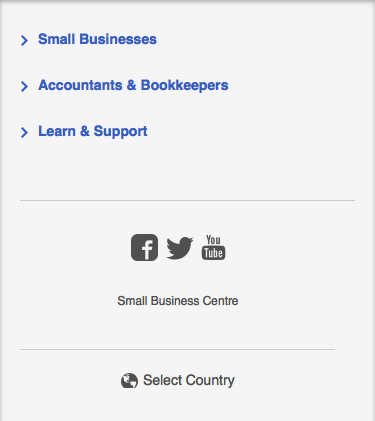 Small Businesses
Accountants & Bookkeepers
Learn & Support
You
Tube
Small Business Centre
Select Country